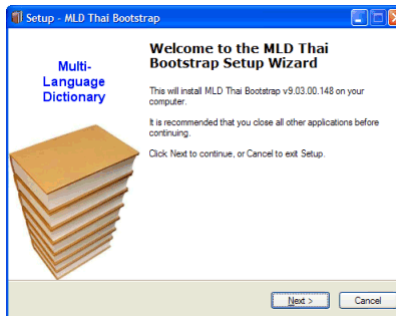 Setup - MLD Thai Bootstrap
Multi-
Language
Dictionary
Welcome to the MLD Thai
Bootstrap Setup Wizard
This will install MLD Thai Bootstrap v9.03.00.148 on your
computer.
It is recommended that you close all other applications before
continuing.
Click Next to continue, or Cancel to exit Setup.
Next >
Cancel